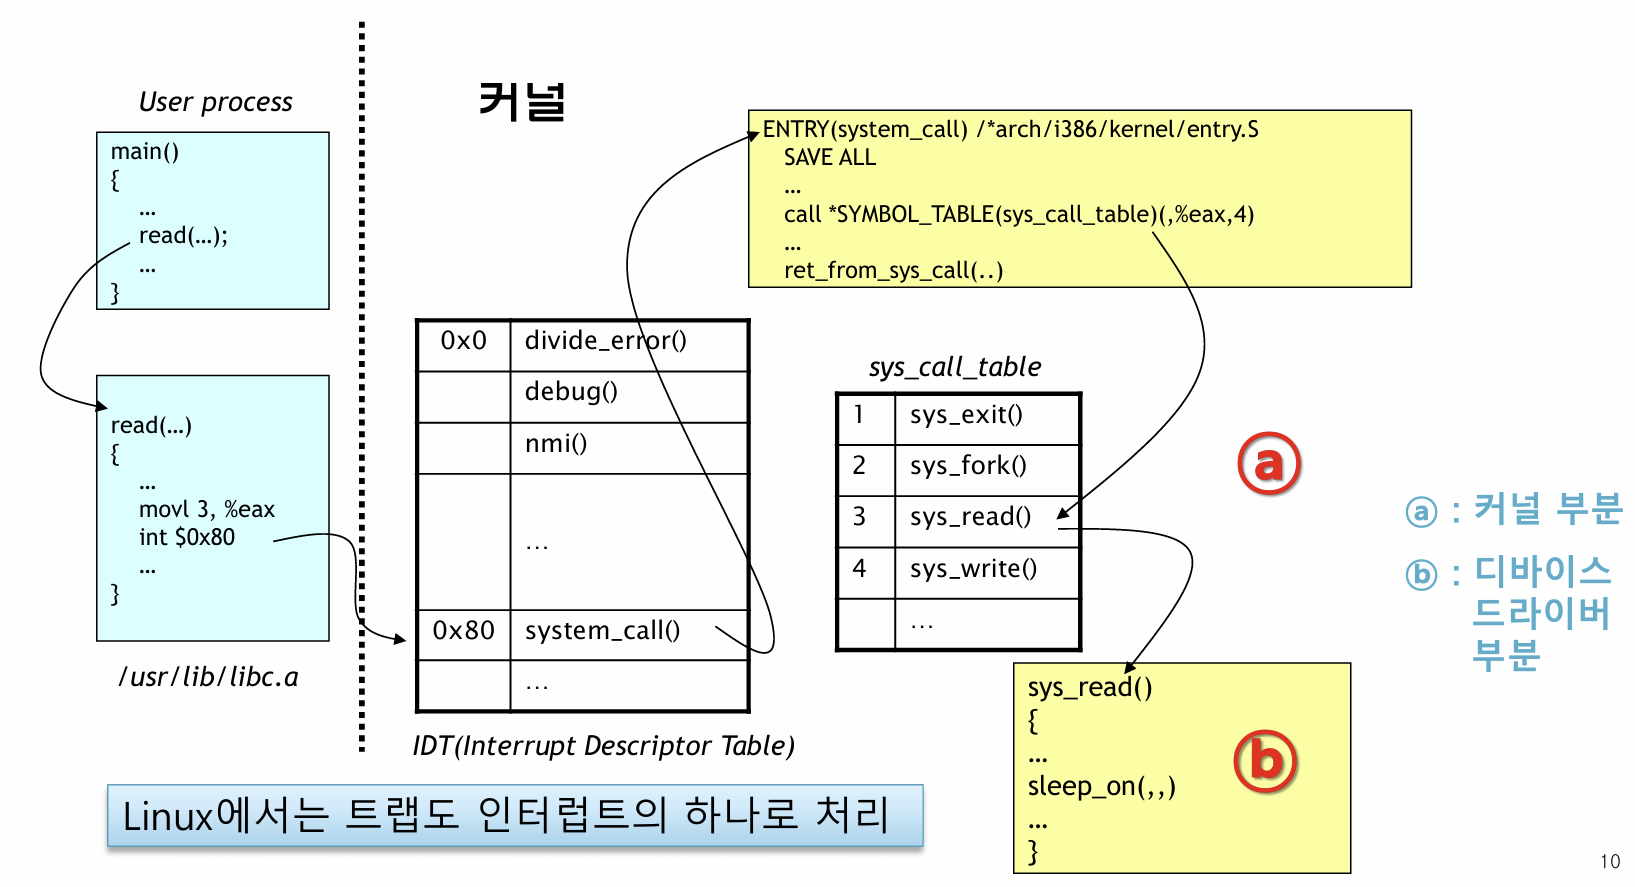 User process
커널
main()
{
...
read(...);
...
}
read(...)
{
...
movl 3, %eax
int $0x80
...
}
/usr/lib/libc.a
ENTRY(system_call) /*arch/i386/kernel/entry.S
SAVE ALL
...
call *SYMBOL_TABLE(sys_call_table)(,%eax,4)
...
ret_from_sys_call(..)
0x0 divide_error()
debug()
nmi()
...
0x80 system_call()
...
IDT(Interrupt Descriptor Table)
sys_call_table
1 sys_exit()
2 sys_fork()
3 sys_read()
4 sys_write()
...
ⓐ
ⓐ : 커널 부분
ⓑ : 디바이스
드라이버
부분
sys_read()
{
...
sleep_on(,,)
...
}
ⓑ
Linux에서는 트랩도 인터럽트의 하나로 처리
10